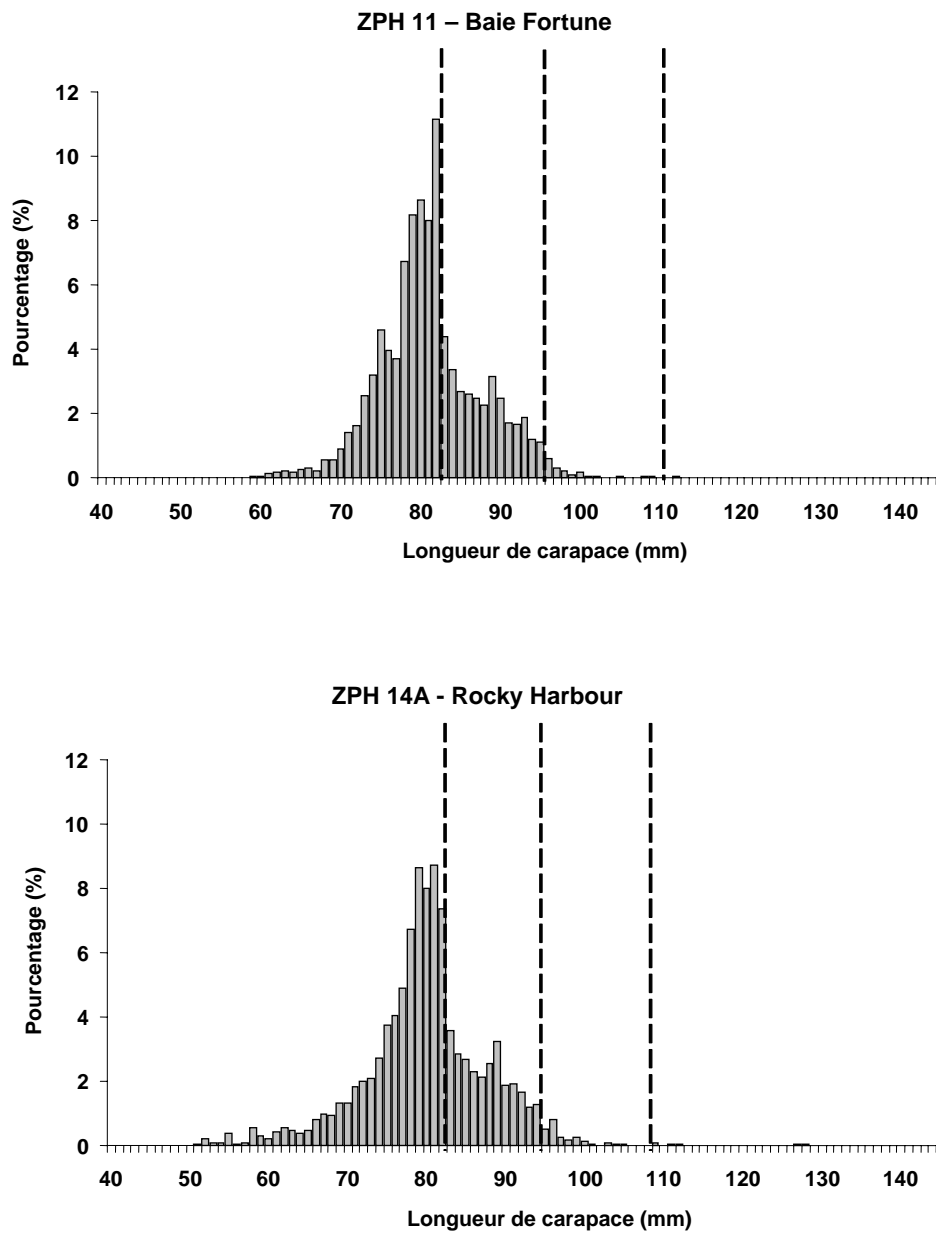 ZPH 11 – Baie Fortune
12
10
8
6
4
2
0
Pourcentage (%)
40 50 60 70 80 90 100 110 120 130 140
Longueur de carapace (mm)
ZPH 14A - Rocky Harbour
12
10
8
6
4
2
0
Pourcentage (%)
40 50 60 70 80 90 100 110 120 130 140
Longueur de carapace (mm)